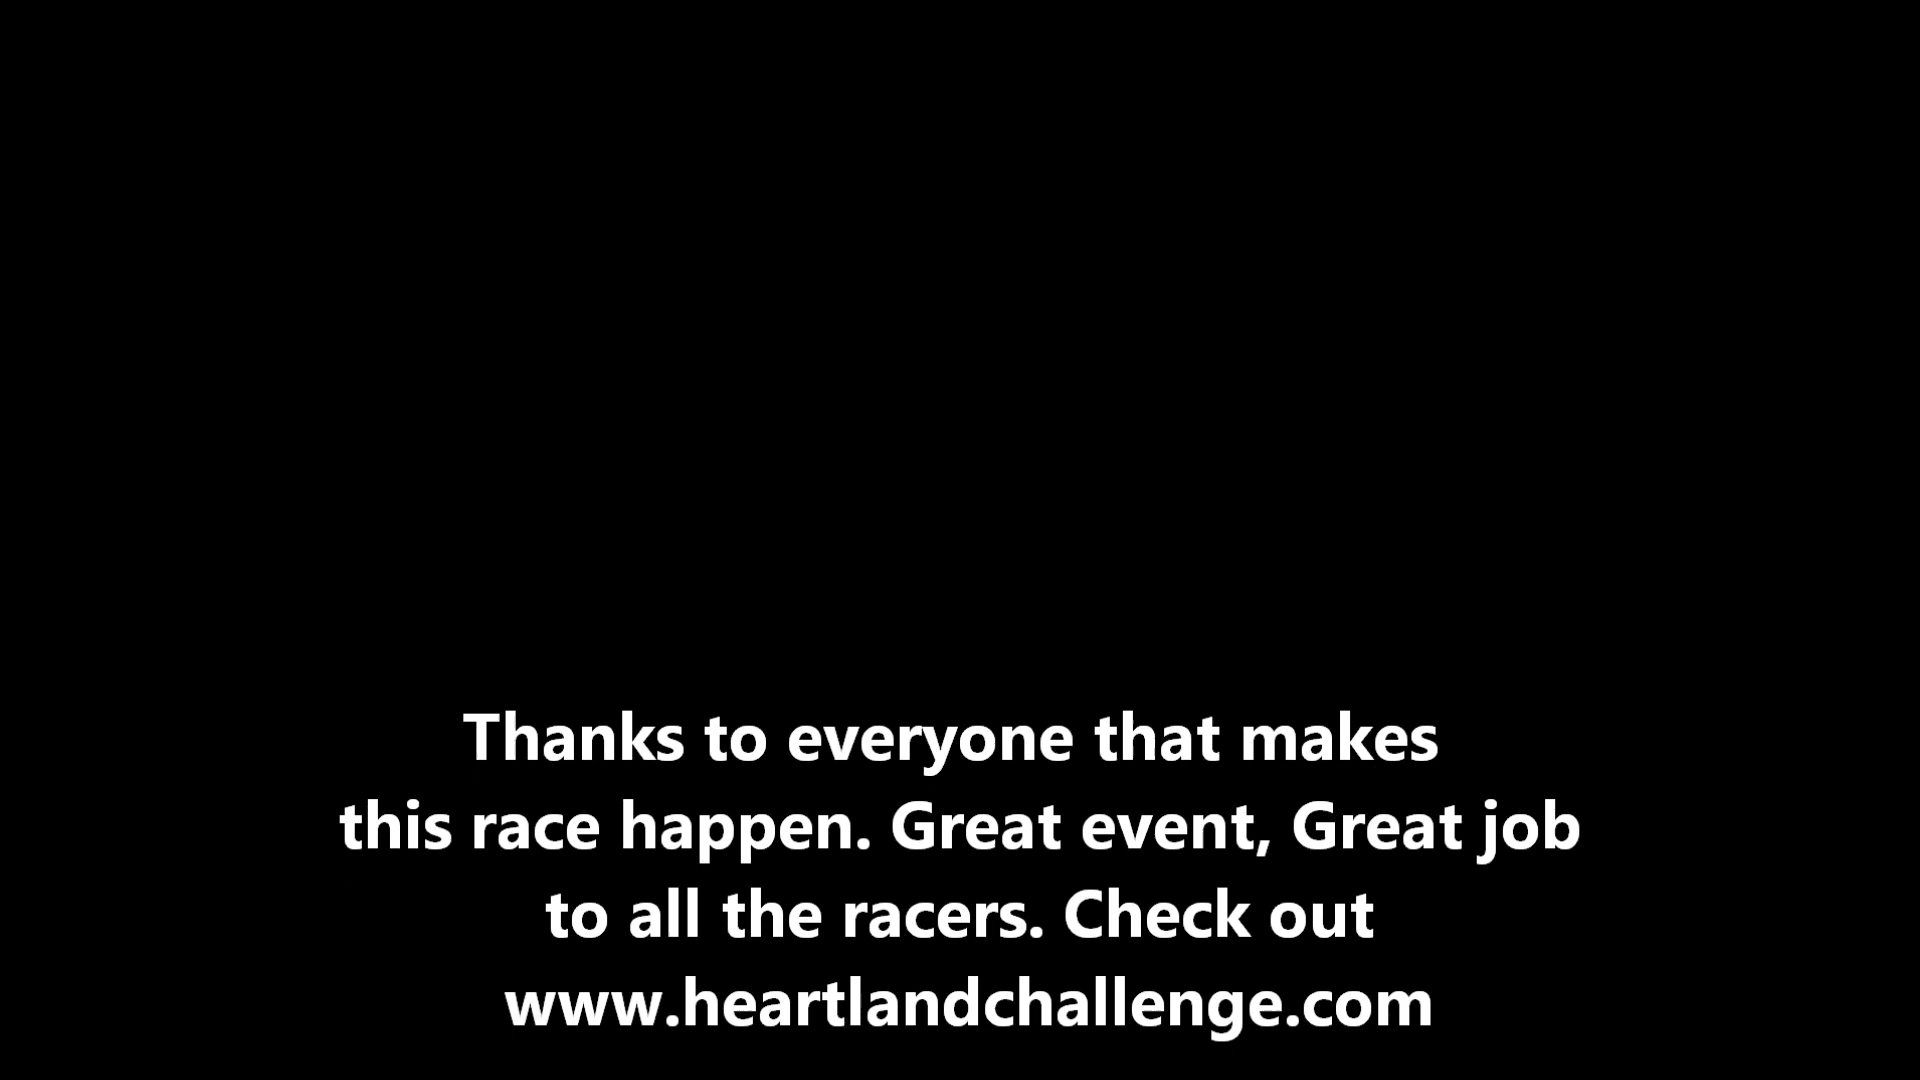 Thanks to everyone that makes
this race happen. Great event, Great job
to all the racers. Check out
www.heartlandchallenge.com